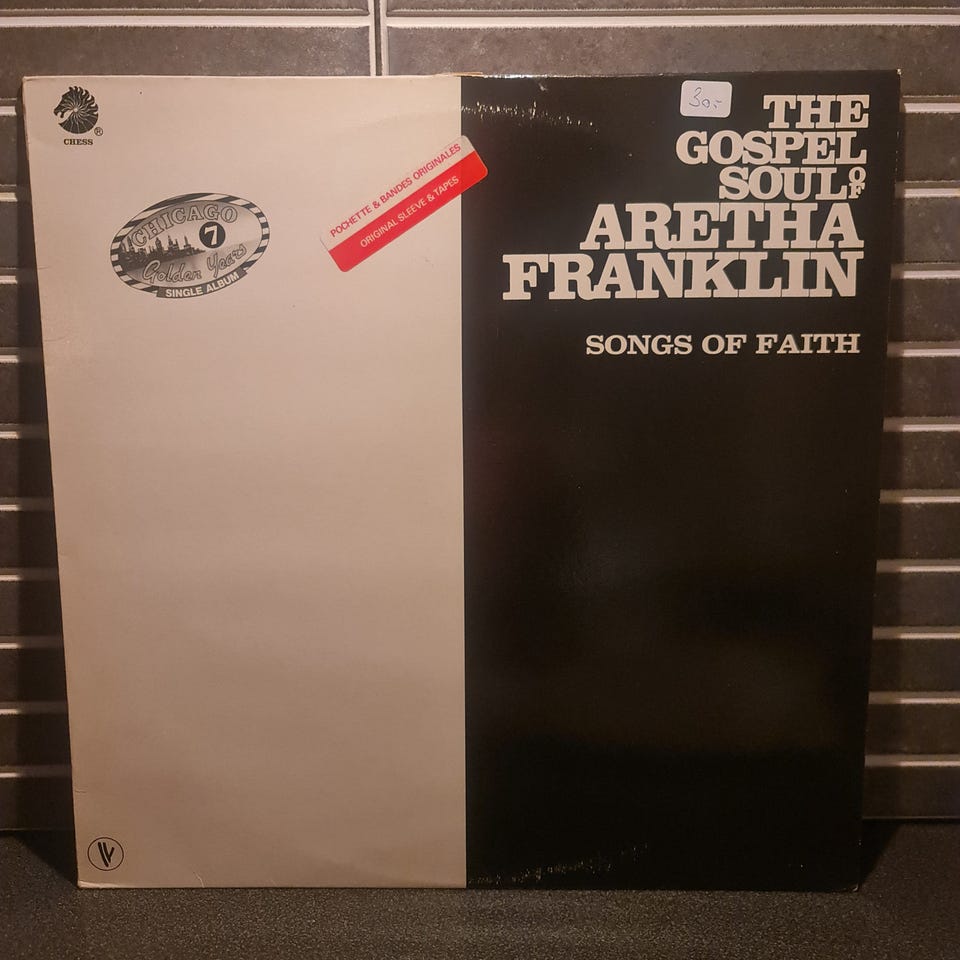 ®
CHESS
CHICAGO
7
Golden Years
SINGLE ALBUM
POCHETTE & BANDES ORIGINALES
ORIGINAL SLEEVE & TAPES
30.-
THE
GOSPEL
SOUL OF
ARETHA
FRANKLIN
SONGS OF FAITH